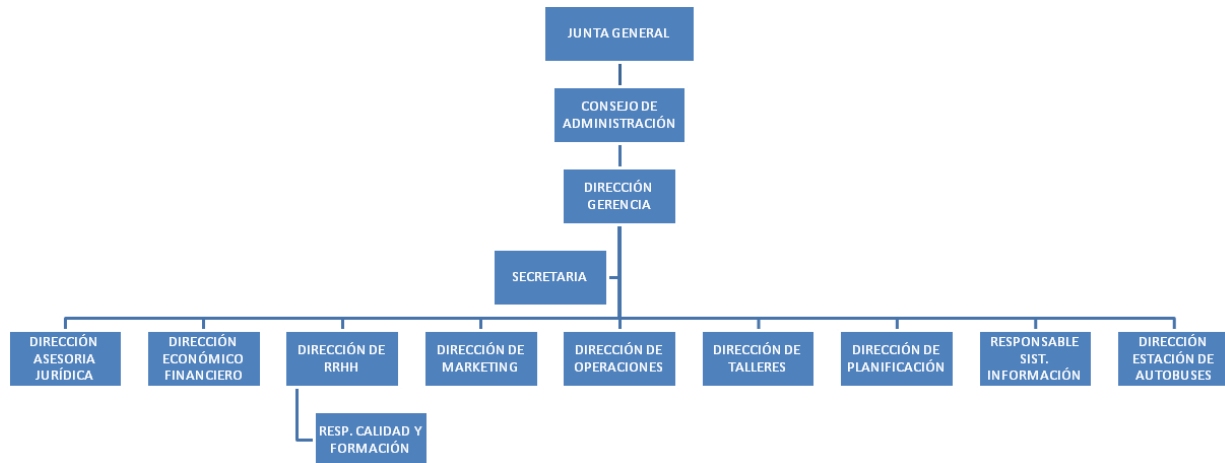 JUNTA GENERAL
CONSEJO DE
ADMINISTRACIÓN
DIRECCIÓN
GERENCIA
SECRETARIA
DIRECCIÓN
ASESORIA
JURÍDICA
DIRECCIÓN
ECONÓMICO
FINANCIERO
DIRECCIÓN DE
RRHH
DIRECCIÓN DE
MARKETING
DIRECCIÓN DE
OPERACIONES
DIRECCIÓN DE
TALLERES
DIRECCIÓN DE
PLANIFICACIÓN
RESPONSABLE
SIST.
INFORMACIÓN
DIRECCIÓN
ESTACIÓN DE
AUTOBUSES
RESP. CALIDAD Y
FORMACIÓN